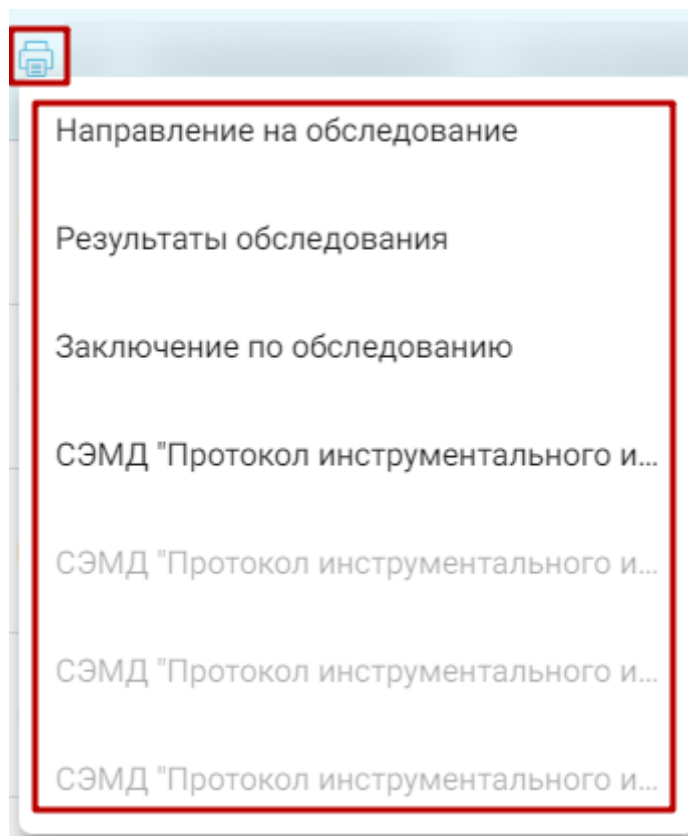 Направление на обследование
Результаты обследования
Заключение по обследованию
СЭМД "Протокол инструментального и...
СЭМД "Протокол инструментального и...
СЭМД "Протокол инструментального и...
СЭМД "Протокол инструментального и...